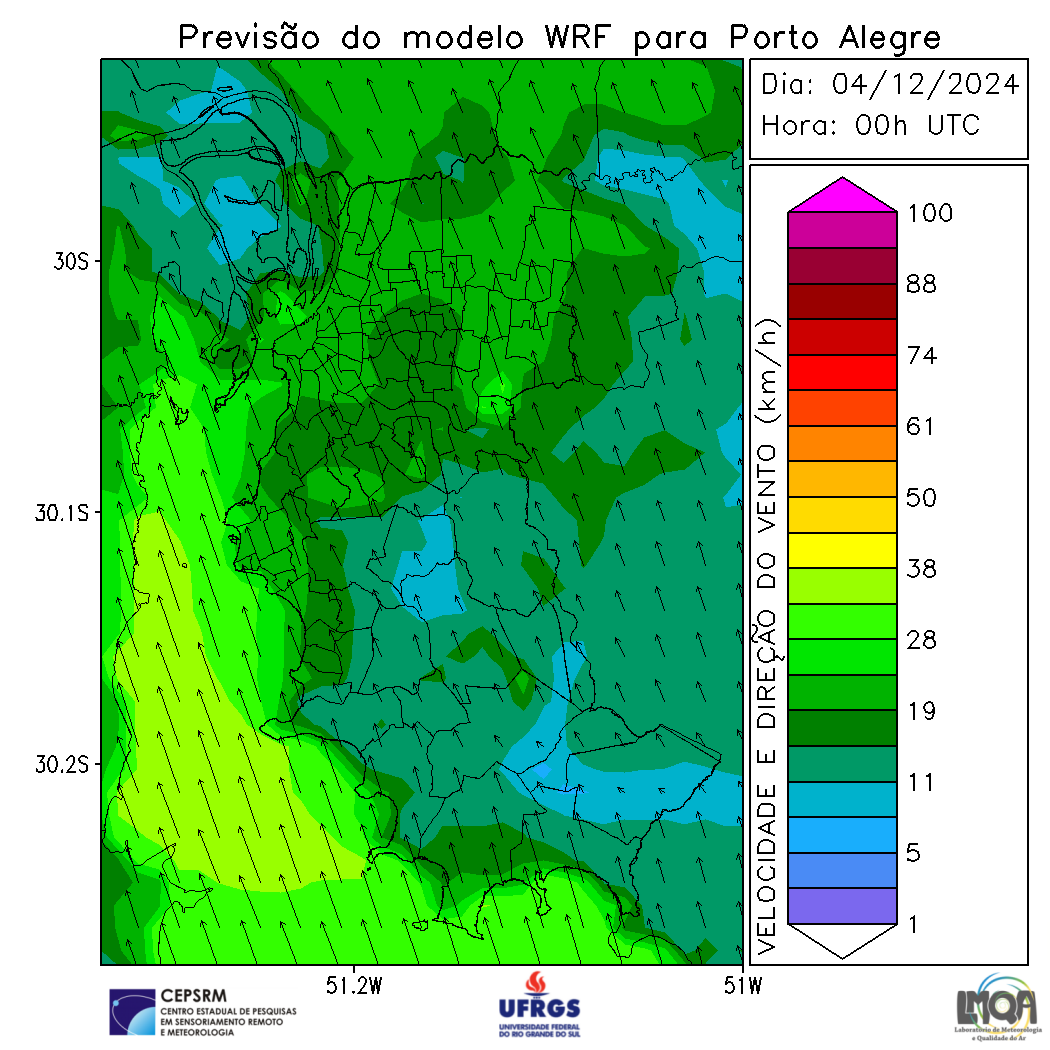 Previsão do modelo WRF para Porto Alegre
Dia: 04/12/2024
Hora: 00h UTC
30S
30.1S
30.2S
51.2W
51W
VELOCIDADE E DIREÇÃO DO VENTO (km/h)
100
88
74
61
50
38
28
19
11
5
1
CEPSRM
CENTRO ESTADUAL DE PESQUISAS
EM SENSORIAMENTO REMOTO
E METEOROLOGIA
UFRGS
UNIVERSIDADE FEDERAL
DO RIO GRANDE DO SUL
LMQA
Laboratório de Meteorologia
e Qualidade do Ar